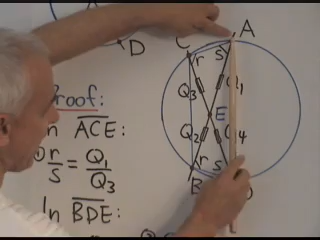 D
C
A
r
s
Q₃
Q₁
E
Q₂
Q₄
r
s
B
D
Proof:
In ACE:
① r/s = Q₁/Q₃
In BDE: